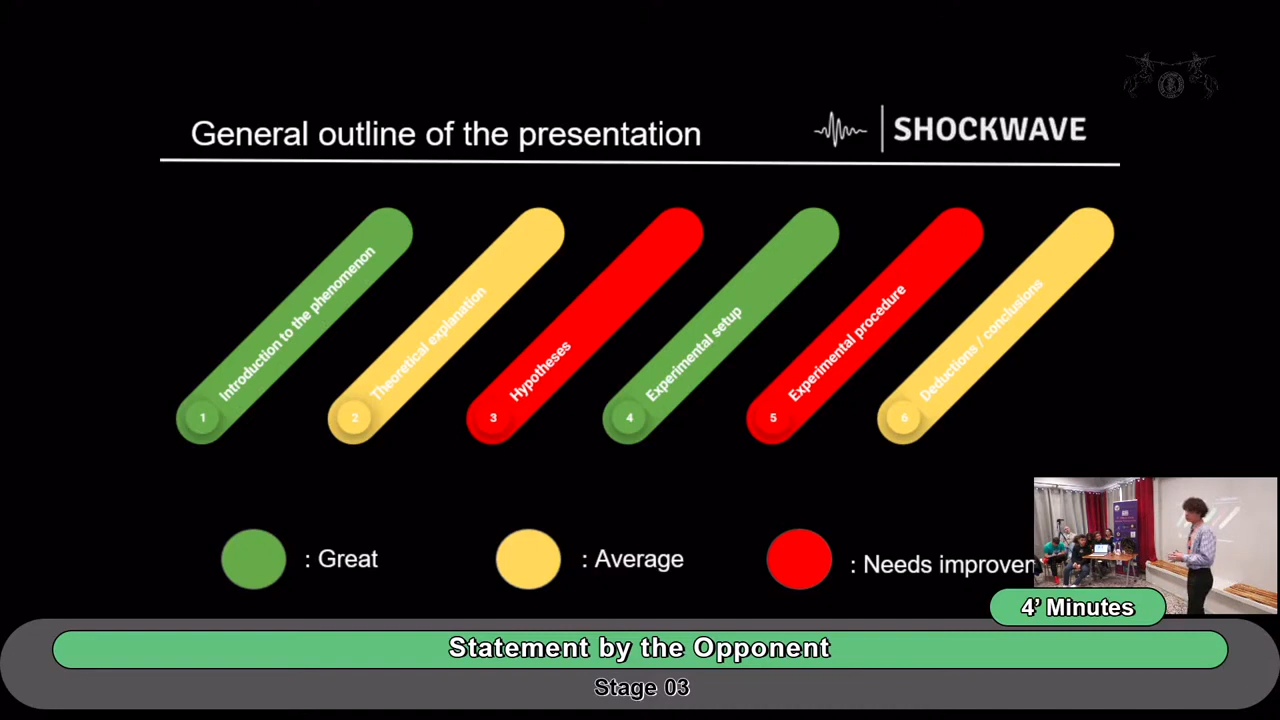 General outline of the presentation
SHOCKWAVE
1 Introduction to the phenomenon
2 Theoretical explanation
3 Hypotheses
4 Experimental setup
5 Experimental procedure
6 Deductions / conclusions
: Great
: Average
: Needs improvem
4’ Minutes
Statement by the Opponent
Stage 03